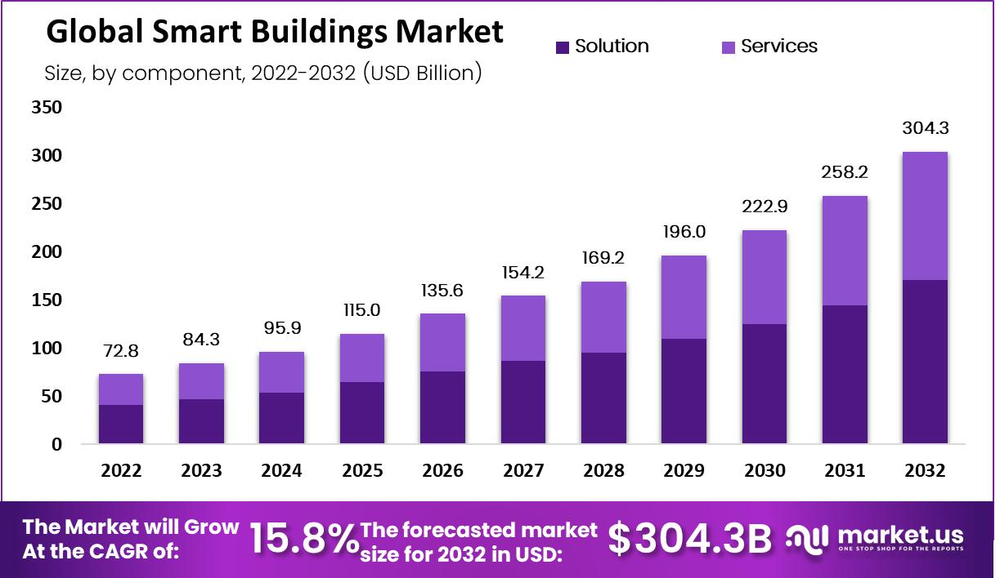 Global Smart Buildings Market
Size, by component, 2022-2032 (USD Billion)
Solution
Services
350
300
250
200
150
100
50
0
72.8
84.3
95.9
115.0
135.6
154.2
169.2
196.0
222.9
258.2
304.3
2022
2023
2024
2025
2026
2027
2028
2029
2030
2031
2032
The Market will Grow
At the CAGR of:
15.8%
The forecasted market
size for 2032 in USD:
$304.3B
market.us
ONE STOP SHOP FOR THE REPORTS